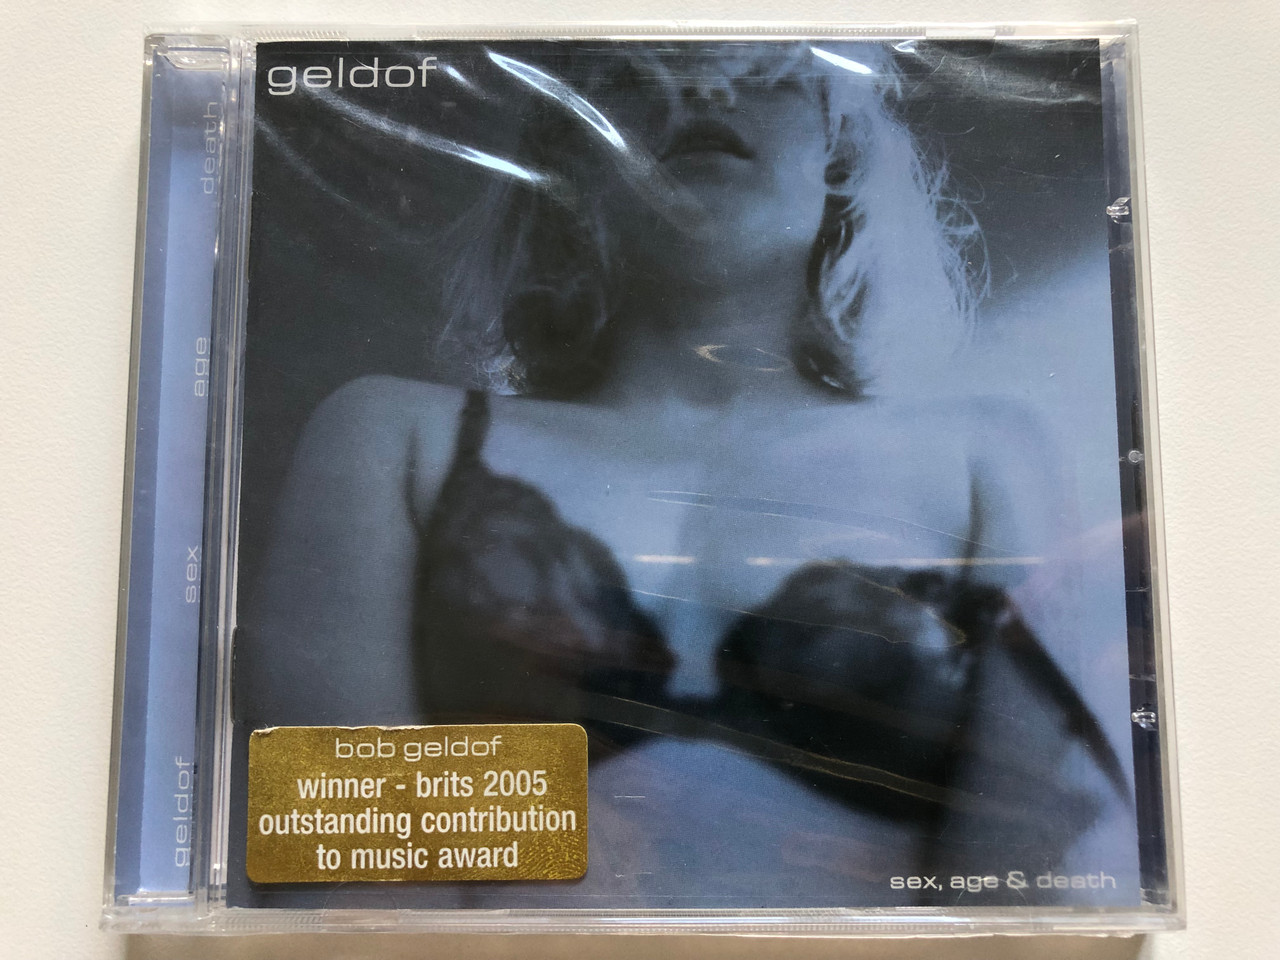 geldof
death
age
sex
geldof
bob geldof
winner - brits 2005
outstanding contribution
to music award
sex, age & death